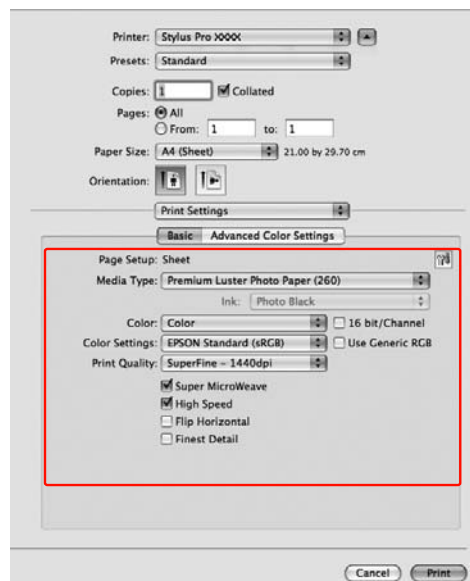 Printer: Stylus Pro XXXX
Presets: Standard
Copies: 1 Collated
Pages: All
From: 1 to: 1
Paper Size: A4 (Sheet) 21.00 by 29.70 cm
Orientation:
Print Settings
Basic Advanced Color Settings
Page Setup: Sheet
Media Type: Premium Luster Photo Paper (260)
Ink: Photo Black
Color: Color 16 bit/Channel
Color Settings: EPSON Standard (sRGB) Use Generic RGB
Print Quality: SuperFine - 1440dpi
Super MicroWeave
High Speed
Flip Horizontal
Finest Detail
Cancel Print